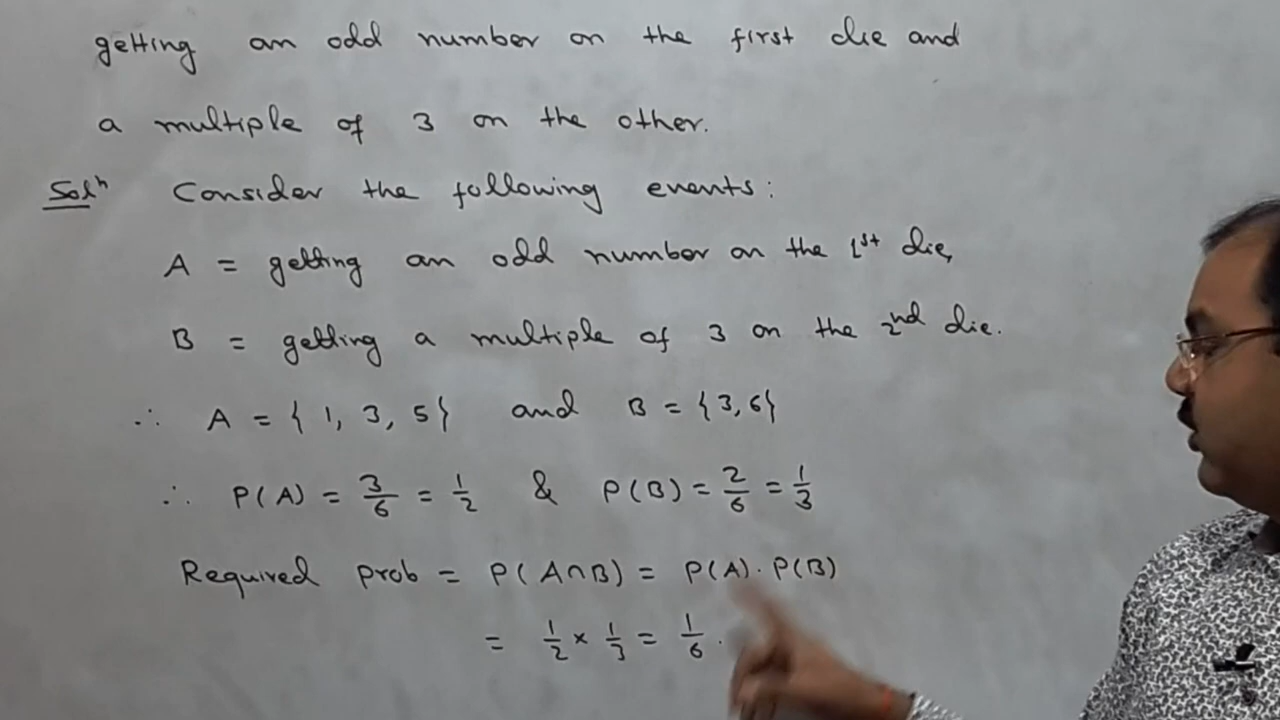 getting an odd number on the first die and
a multiple of 3 on the other.
Solⁿ Consider the following events:
A = getting an odd number on the 1st die,
B = getting a multiple of 3 on the 2nd die.
∴ A = { 1, 3, 5} and B = {3, 6}
∴ P(A) = 3/6 = 1/2 & P(B) = 2/6 = 1/3
Required prob = P(A∩B) = P(A). P(B)
= 1/2 × 1/3 = 1/6.